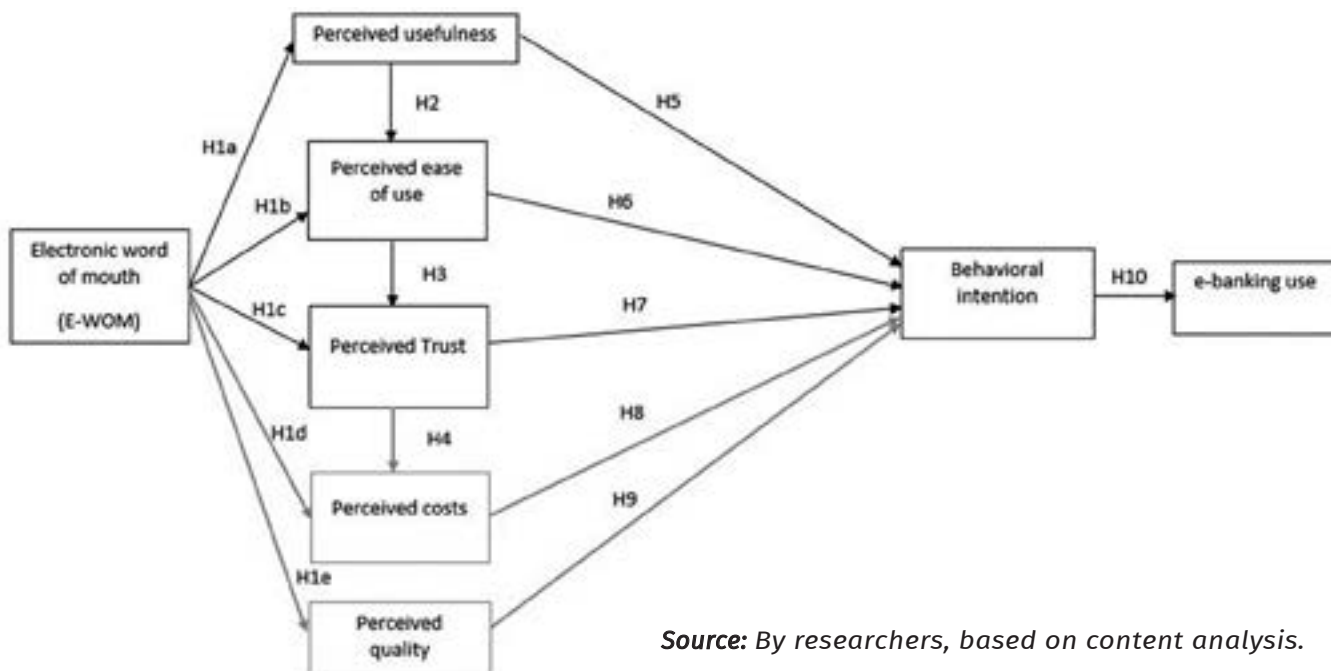 Perceived usefulness
H2
H5
H1a
Perceived ease
of use
H1b
H6
Electronic word
of mouth
(E-WOM)
H3
Behavioral
intention
H10
e-banking use
H1c
H7
Perceived Trust
H1d
H4
H8
Perceived costs
H9
H1e
Perceived
quality
Source: By researchers, based on content analysis.